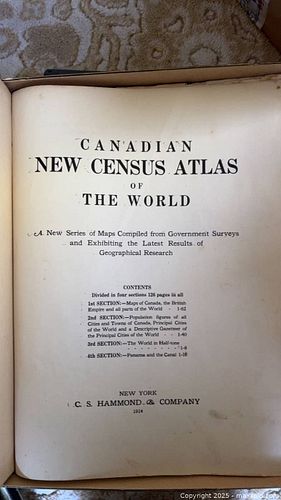 CANADIAN
NEW CENSUS ATLAS
OF
THE WORLD
A New Series of Maps Compiled from Government Surveys
and Exhibiting the Latest Results of
Geographical Research
CONTENTS
Divided in four sections 126 pages in all
1st SECTION:—Maps of Canada, the British
Empire and all parts of the World - 1-62
2nd SECTION:—Population figures of all
Cities and Towns of Canada, Principal Cities
of the World and a Descriptive Gazetteer of
the Principal Cities of the World - 1-40
3rd SECTION:—The World in Half-tone
- - - - - - - - 1-8
4th SECTION:—Panama and the Canal 1-16
NEW YORK
C. S. HAMMOND & COMPANY
1914
Copyright 2025 -